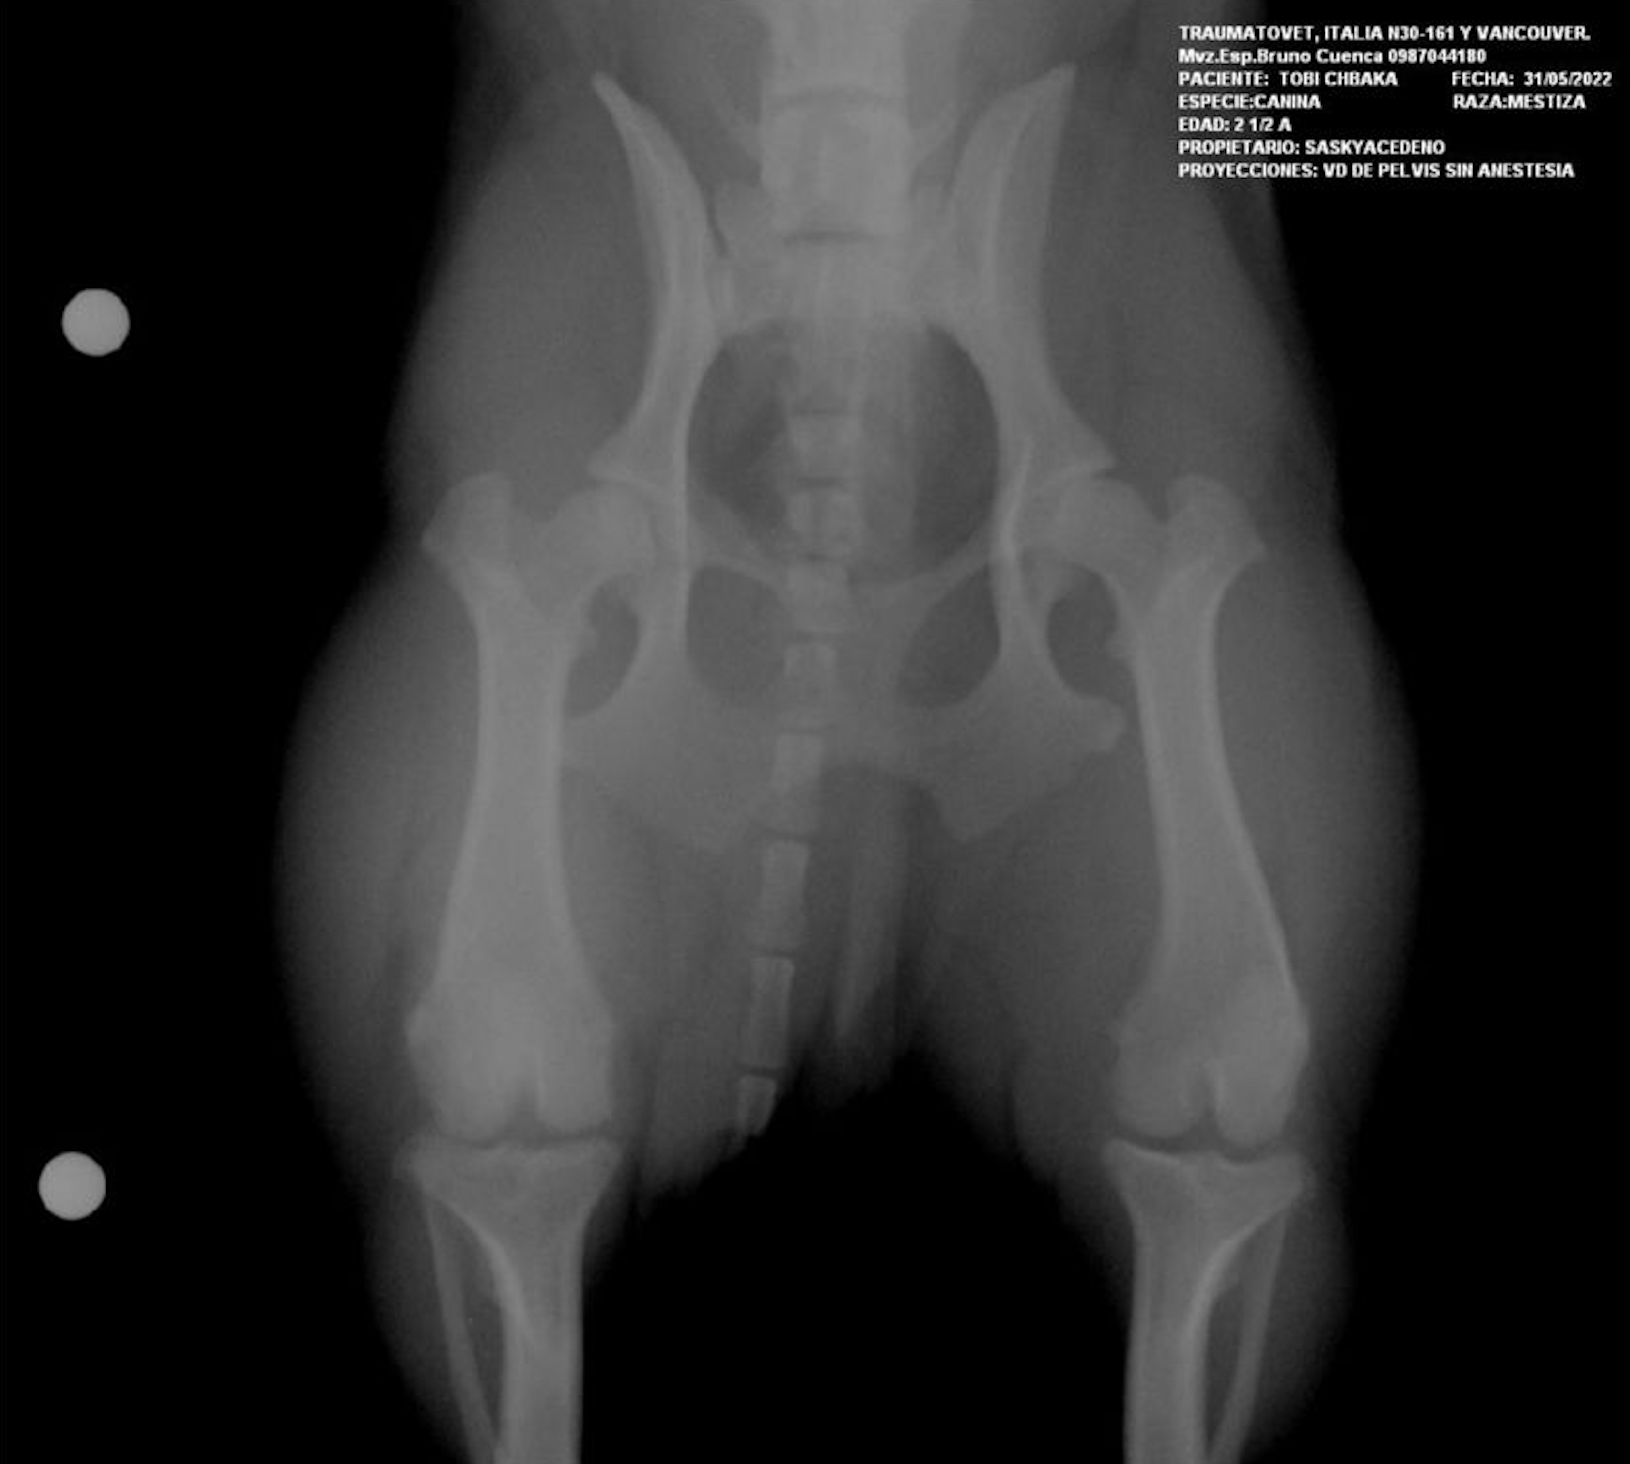 TRAUMATOVET, ITALIA N30-161 Y VANCOUVER.
Mvz.Esp.Bruno Cuenca 0987044180
PACIENTE: TOBI CHBAKA FECHA: 31/05/2022
ESPECIE:CANINA RAZA:MESTIZA
EDAD: 2 1/2 A
PROPIETARIO: SASKYACEDENO
PROYECCIONES: VD DE PELVIS SIN ANESTESIA